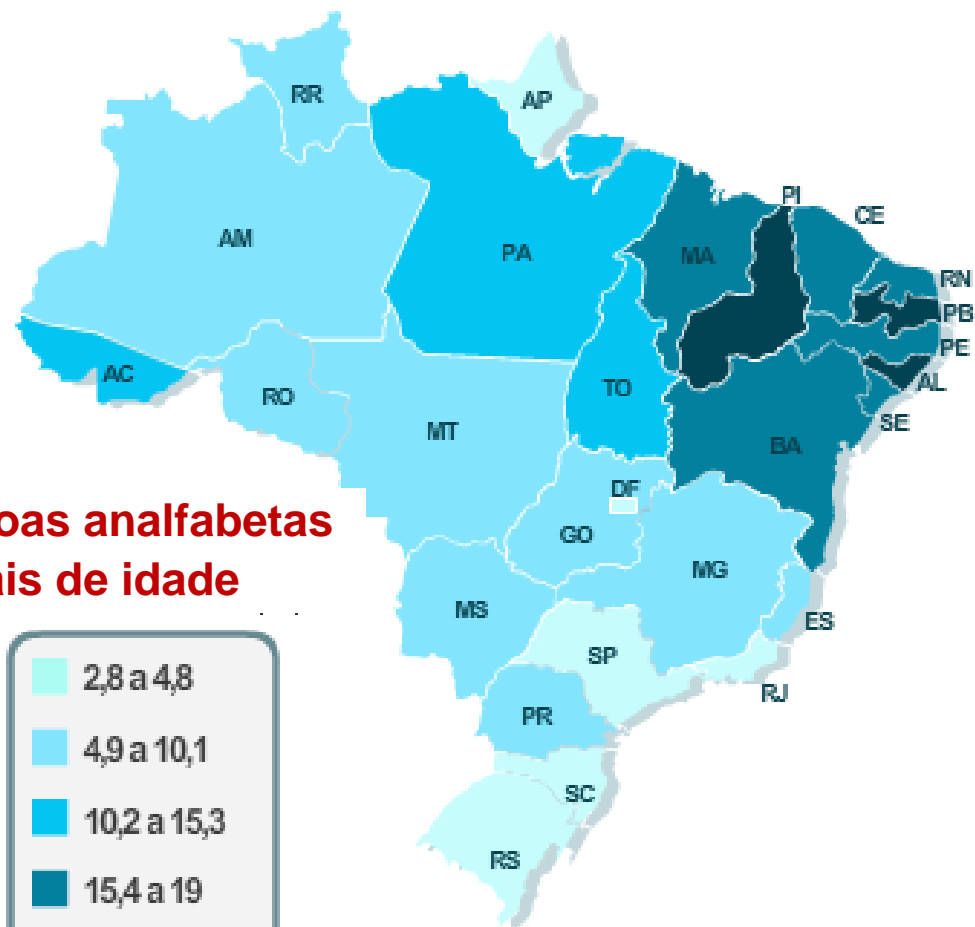 RR
AP
PI
CE
AM
PA
MA
RN
PB
PE
AC
TO
AL
RO
SE
MT
BA
DF
oas analfabetas
GO
ais de idade
MG
MS
ES
SP
2,8 a 4,8
RJ
PR
4,9 a 10,1
SC
10,2 a 15,3
RS
15,4 a 19